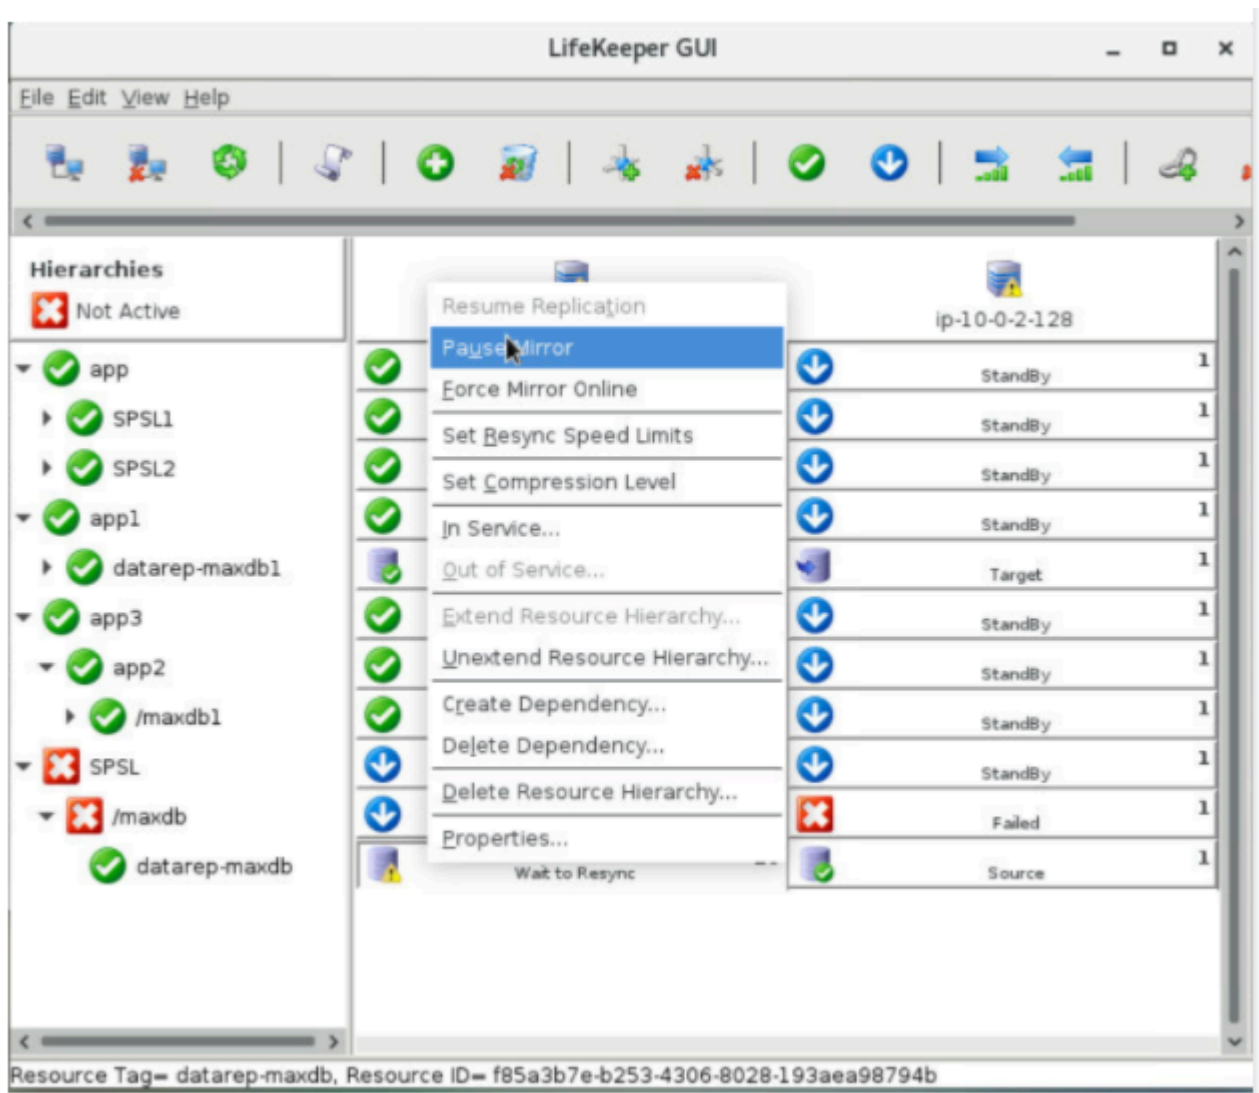 LifeKeeper GUI
File Edit View Help
Hierarchies
Not Active
ip-10-0-2-128
app
SPSL1
SPSL2
app1
datarep-maxdb1
app3
app2
/maxdb1
SPSL
/maxdb
datarep-maxdb
Resume Replication
Pause Mirror
Force Mirror Online
Set Resync Speed Limits
Set Compression Level
In Service...
Out of Service...
Extend Resource Hierarchy...
Unextend Resource Hierarchy...
Create Dependency...
Delete Dependency...
Delete Resource Hierarchy...
Properties...
Wait to Resync
StandBy 1
StandBy 1
StandBy 1
StandBy 1
Target 1
StandBy 1
StandBy 1
StandBy 1
StandBy 1
Failed 1
Source 1
Resource Tag= datarep-maxdb, Resource ID= f85a3b7e-b253-4306-8028-193aea98794b